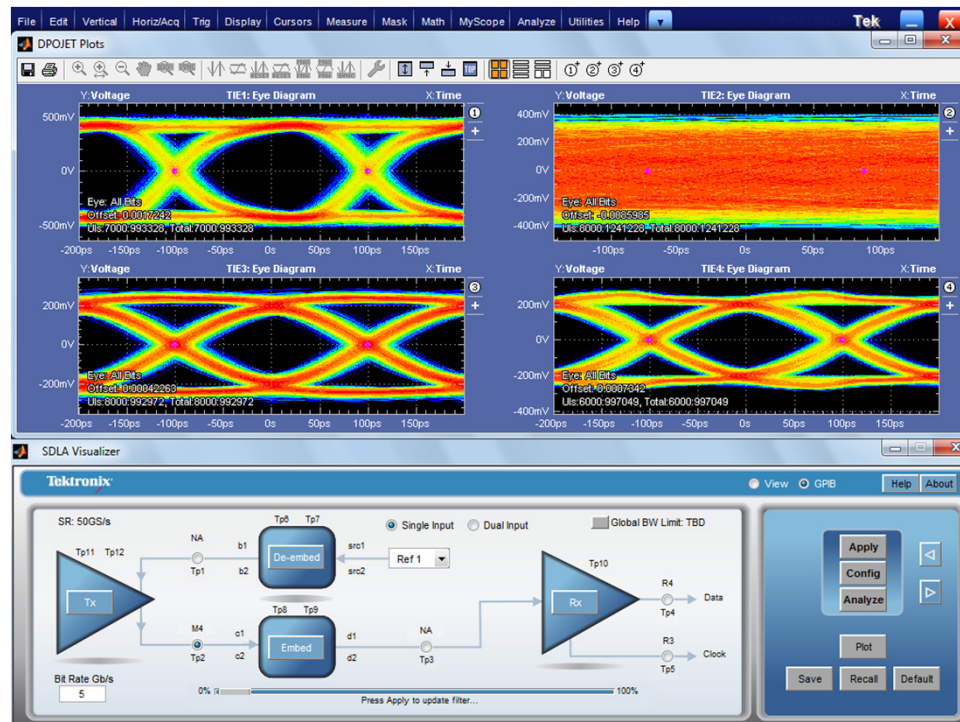 File Edit Vertical Horiz/Acq Trig Display Cursors Measure Mask Math MyScope Analyze Utilities Help Tek X
DPOJET Plots
TOP 1 2 3 4
Y:Voltage TIE1: Eye Diagram X:Time
500mV
0V
-500mV
Eye: All Bits
Offset: 0.0017242
UIs:7000:993328, Total:7000:993328
-200ps -150ps -100ps -50ps 0s 50ps 100ps 150ps
1
+
Y:Voltage TIE2: Eye Diagram X:Time
400mV
200mV
0V
-200mV
-400mV
Eye: All Bits
Offset: -0.0085985
UIs:8000:1241228, Total:8000:1241228
-100ps -50ps 0s 50ps 100ps
2
+
Y:Voltage TIE3: Eye Diagram X:Time
200mV
0V
-200mV
Eye: All Bits
Offset: 0.00042263
UIs:8000:992972, Total:8000:992972
-200ps -150ps -100ps -50ps 0s 50ps 100ps 150ps
3
+
Y:Voltage TIE4: Eye Diagram X:Time
200mV
0V
-200mV
-400mV
Eye: All Bits
Offset: 0.0007342
UIs:6000:997049, Total:6000:997049
-150ps -100ps -50ps 0s 50ps 100ps 150ps
4
+
SDLA Visualizer
Tektronix
View GPIB Help About
SR: 50GS/s
Tp6 Tp7
Single Input Dual Input
Global BW Limit: TBD
Tp11 Tp12
NA
b1
De-embed
src1
Ref 1
Tp1
b2
src2
Tp10
Tx
Tp8 Tp9
Rx
R4
Data
Tp4
M4
c1
Embed
d1
NA
R3
Clock
Tp2
c2
d2
Tp3
Tp5
Bit Rate Gb/s
5
0% 100%
Press Apply to update filter...
Apply
Config
Analyze
Plot
Save Recall Default